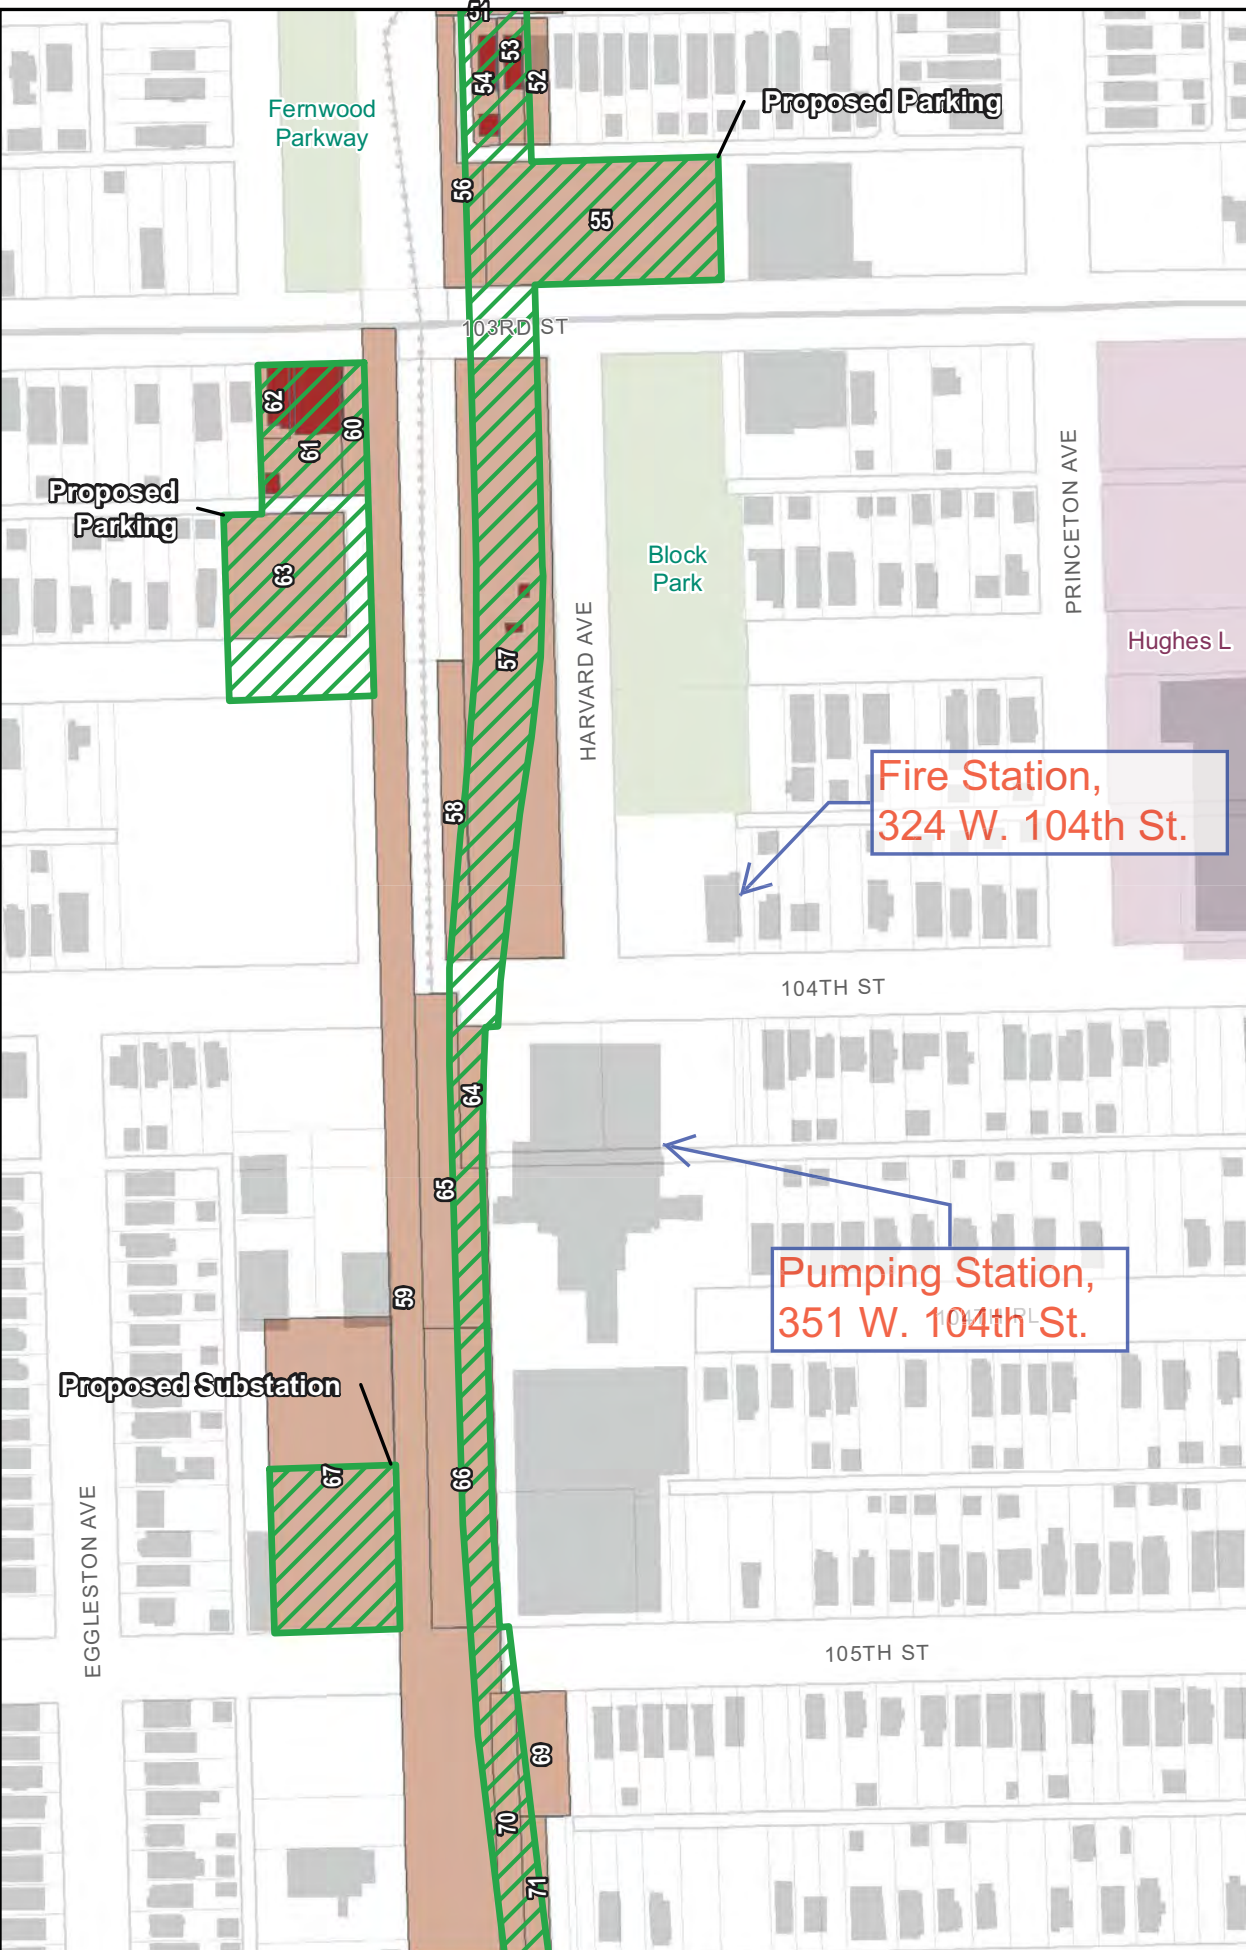 51
53
54
52
Fernwood
Parkway
Proposed Parking
56
55
103RD ST
62
60
61
Proposed
Parking
63
Block
Park
PRINCETON AVE
HARVARD AVE
57
Hughes L
58
Fire Station,
324 W. 104th St.
104TH ST
64
65
59
Pumping Station,
351 W. 104th St.
104TH PL
Proposed Substation
67
66
EGGLESTON AVE
105TH ST
69
70
71